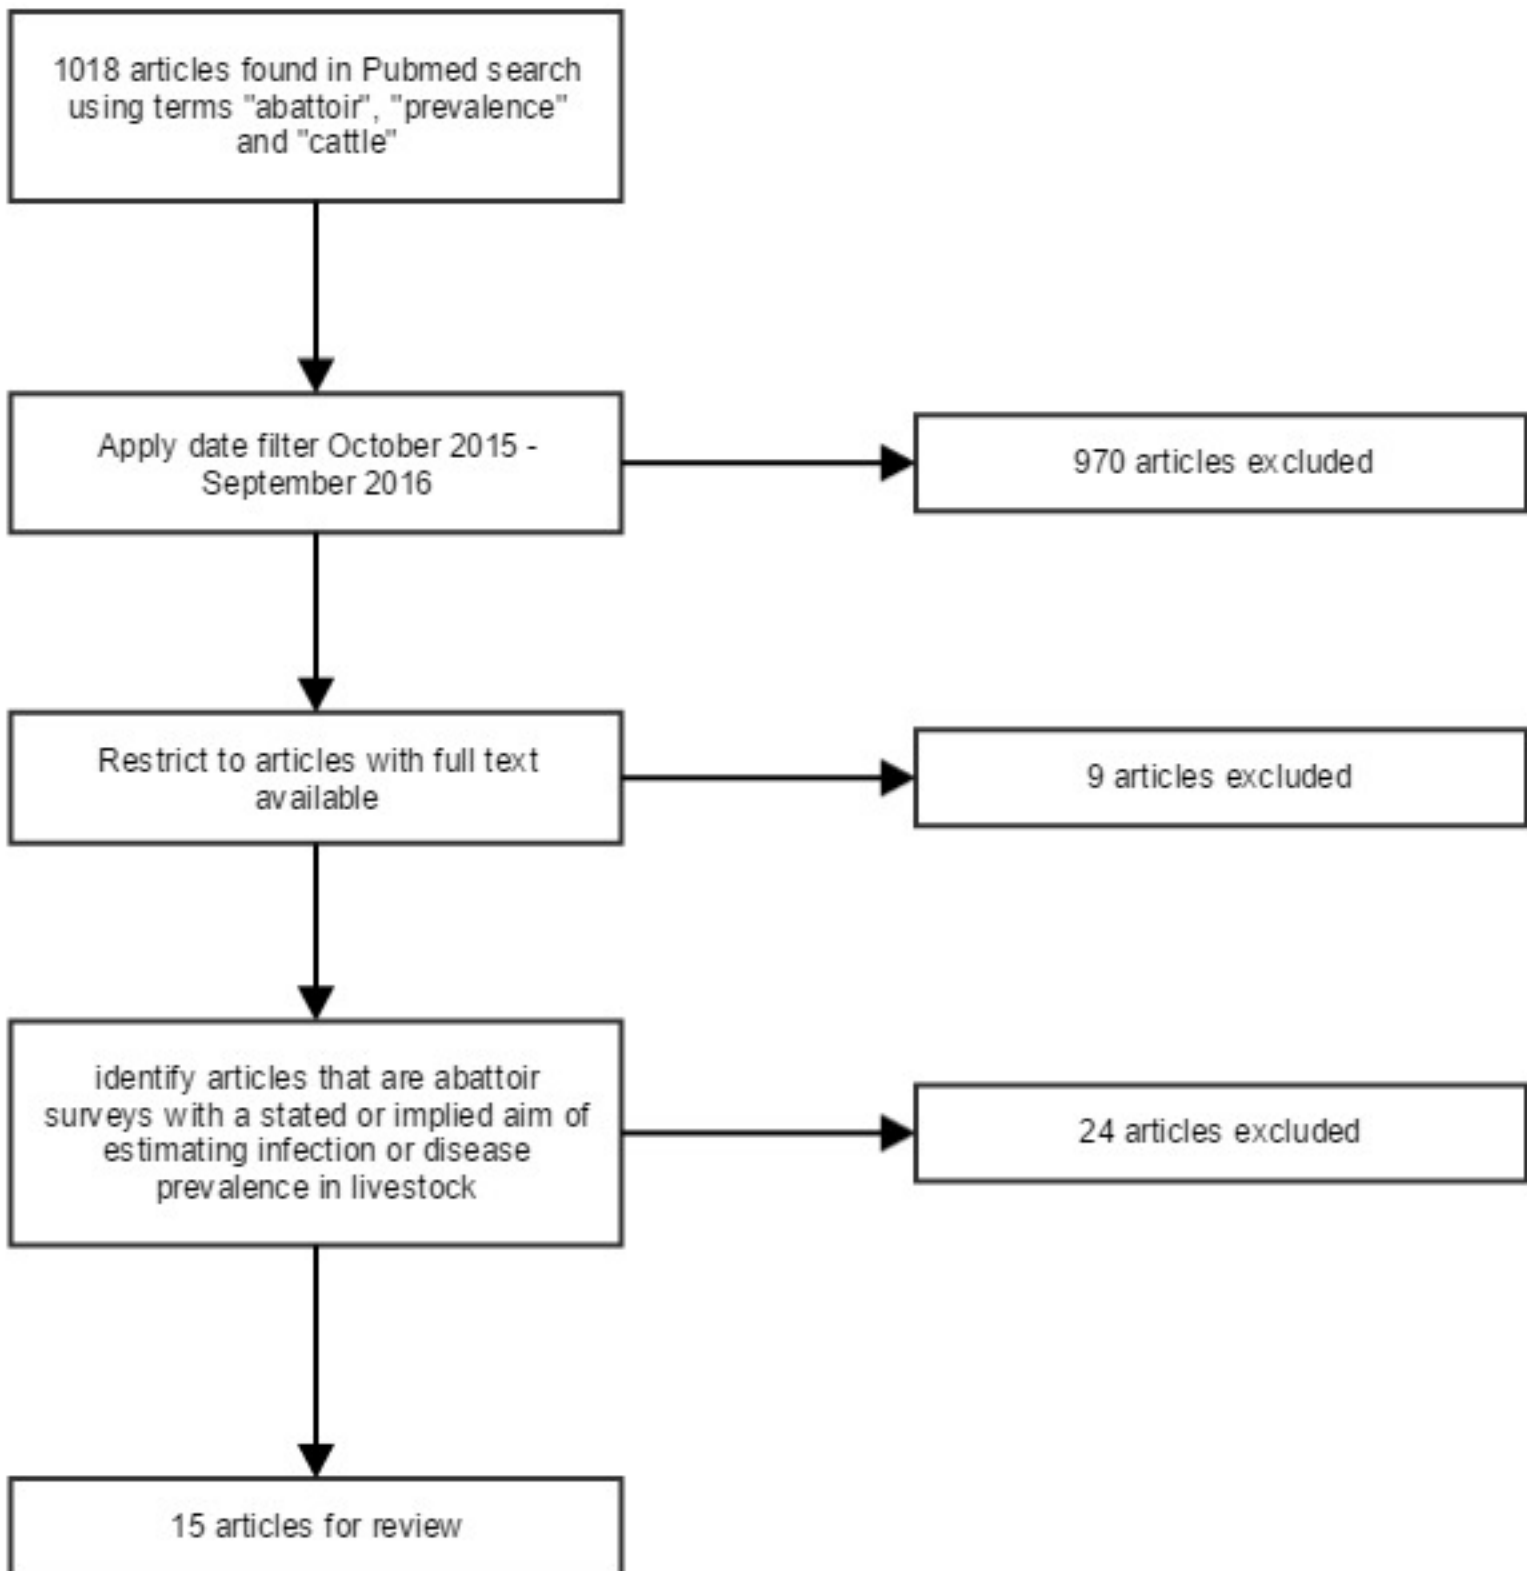 1018 articles found in Pubmed search
using terms "abattoir", "prevalence"
and "cattle"
Apply date filter October 2015 -
September 2016
970 articles excluded
Restrict to articles with full text
available
9 articles excluded
identify articles that are abattoir
surveys with a stated or implied aim of
estimating infection or disease
prevalence in livestock
24 articles excluded
15 articles for review